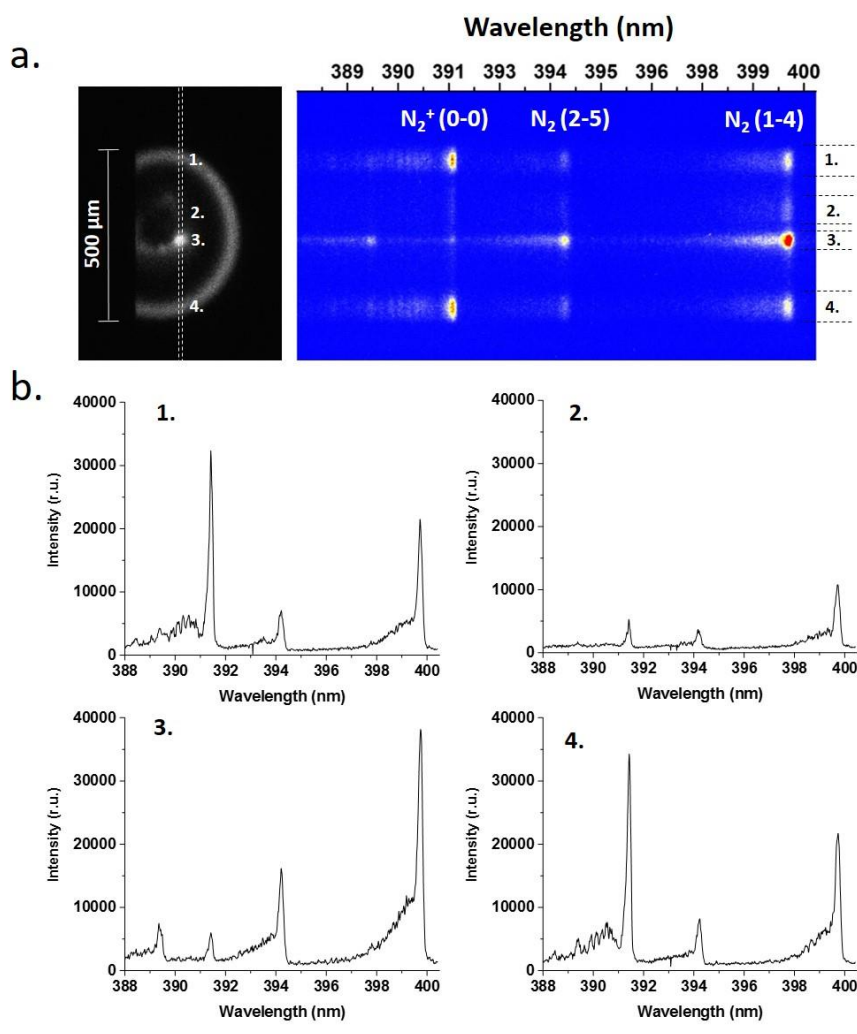 Wavelength (nm)
a.
389 390 391 393 394 395 396 398 399 400
N₂⁺ (0-0) N₂ (2-5) N₂ (1-4)
500 µm
1.
2.
3.
4.
1.
2.
3.
4.
b.
1.
Intensity (r.u.)
40000
30000
20000
10000
0
388 390 392 394 396 398 400
Wavelength (nm)
2.
Intensity (r.u.)
40000
30000
20000
10000
0
388 390 392 394 396 398 400
Wavelength (nm)
3.
Intensity (r.u.)
40000
30000
20000
10000
0
388 390 392 394 396 398 400
Wavelength (nm)
4.
Intensity (r.u.)
40000
30000
20000
10000
0
388 390 392 394 396 398 400
Wavelength (nm)